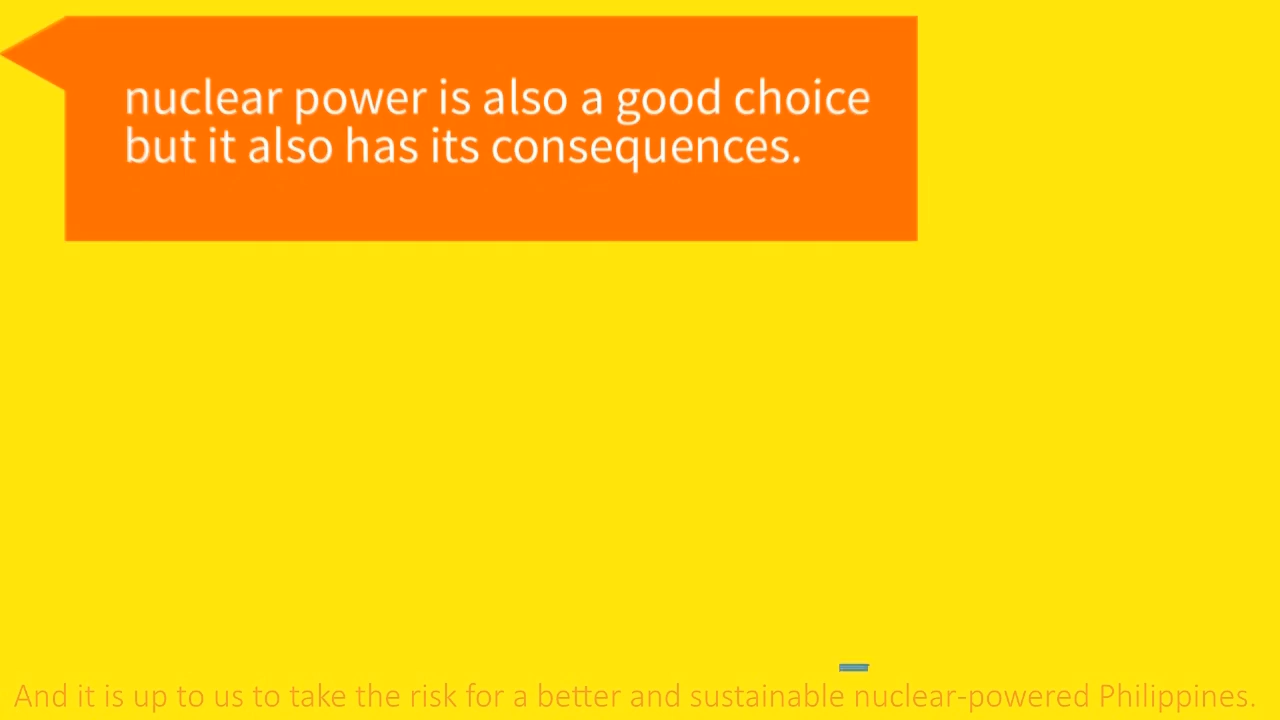 nuclear power is also a good choice
but it also has its consequences.
And it is up to us to take the risk for a better and sustainable nuclear-powered Philippines.